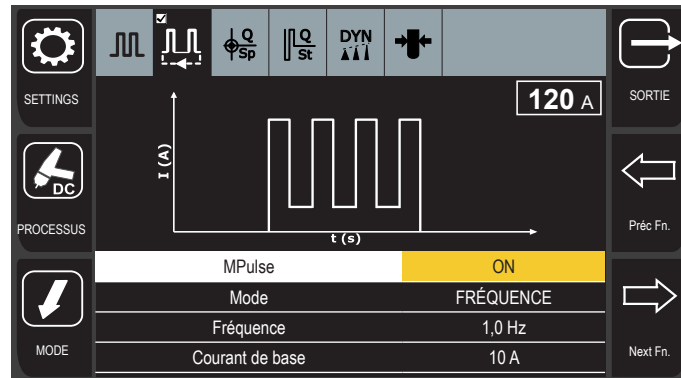 SETTINGS
PROCESSUS
DC
MODE
Q
Sp
Q
St
DYN
120 A
I (A)
t (s)
MPulse ON
Mode FRÉQUENCE
Fréquence 1,0 Hz
Courant de base 10 A
SORTIE
Préc Fn.
Next Fn.